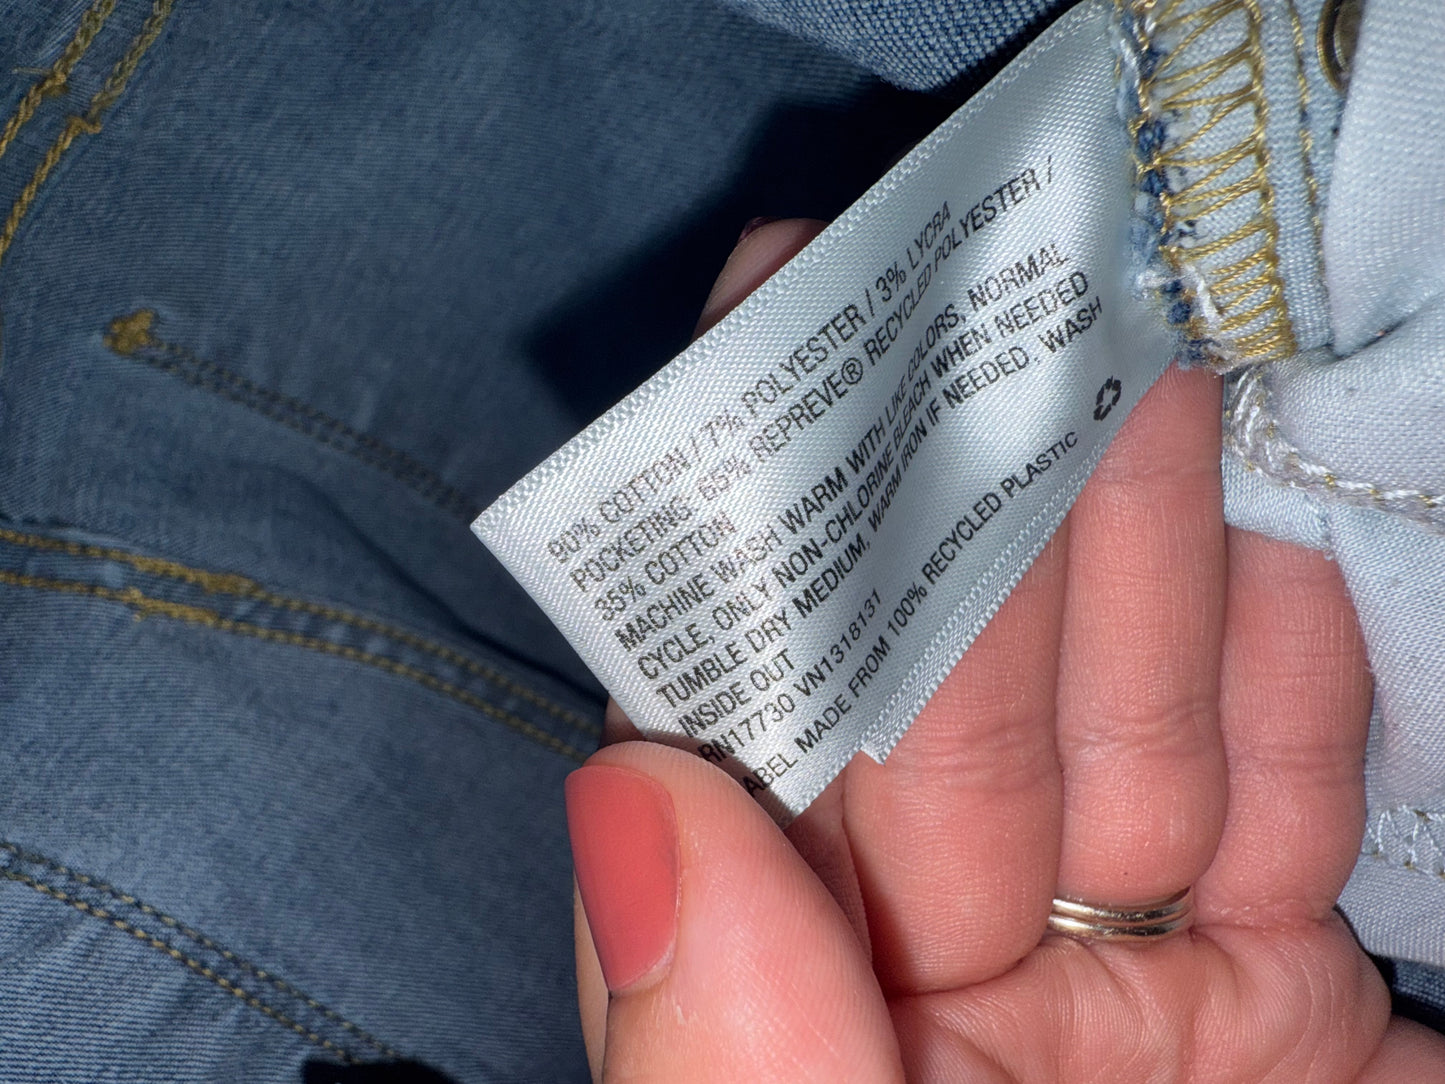 90% COTTON / 7% POLYESTER / 3% LYCRA
POCKETING 65% REPREVE® RECYCLED POLYESTER /
35% COTTON
MACHINE WASH WARM WITH LIKE COLORS, NORMAL
CYCLE, ONLY NON-CHLORINE BLEACH WHEN NEEDED
TUMBLE DRY MEDIUM, WARM IRON IF NEEDED, WASH
INSIDE OUT
RN17730 VN1318131
ABEL MADE FROM 100% RECYCLED PLASTIC